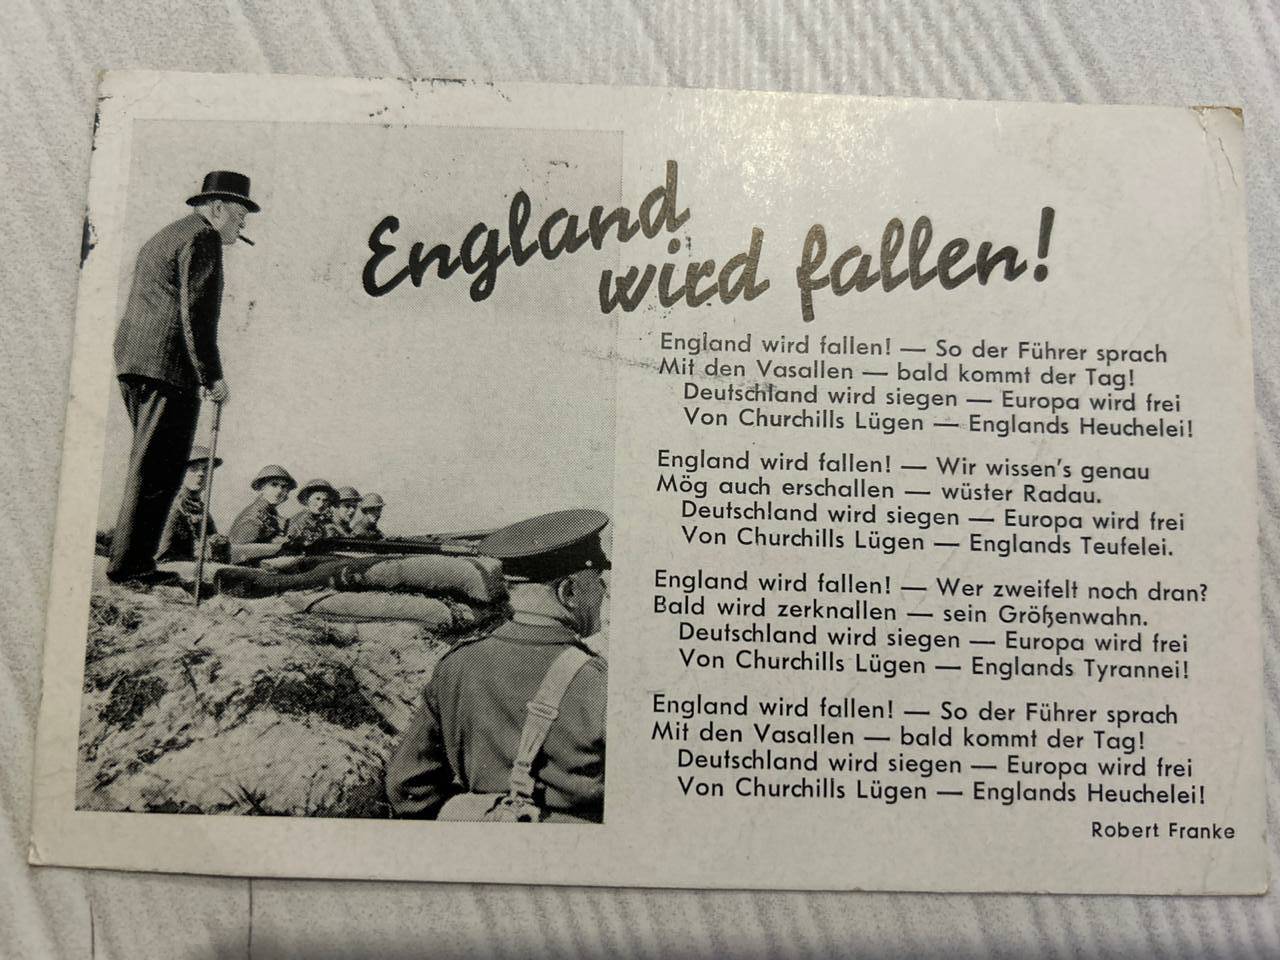 England
wird fallen!
England wird fallen! — So der Führer sprach
Mit den Vasallen — bald kommt der Tag!
Deutschland wird siegen — Europa wird frei
Von Churchills Lügen — Englands Heuchelei!
England wird fallen! — Wir wissen's genau
Mög auch erschallen — wüster Radau.
Deutschland wird siegen — Europa wird frei
Von Churchills Lügen — Englands Teufelei.
England wird fallen! — Wer zweifelt noch dran?
Bald wird zerknallen — sein Größenwahn.
Deutschland wird siegen — Europa wird frei
Von Churchills Lügen — Englands Tyrannei!
England wird fallen! — So der Führer sprach
Mit den Vasallen — bald kommt der Tag!
Deutschland wird siegen — Europa wird frei
Von Churchills Lügen — Englands Heuchelei!
Robert Franke